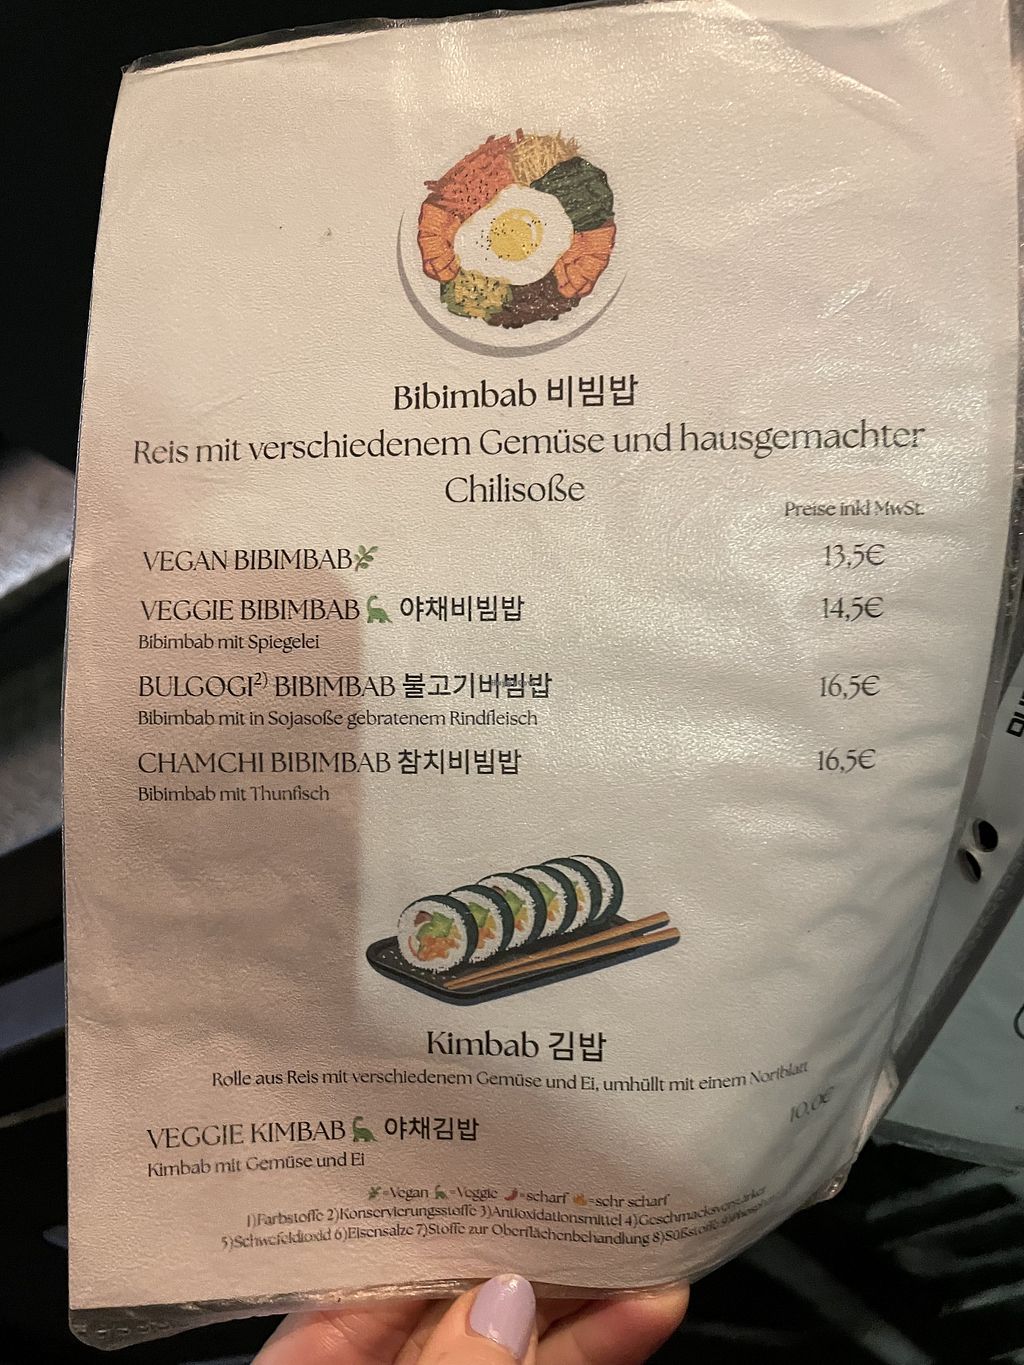 Bibimbab 비빔밥
Reis mit verschiedenem Gemüse und hausgemachter
Chilisoße
Preise inkl MwSt.
VEGAN BIBIMBAB 13,5€
VEGGIE BIBIMBAB 야채비빔밥 14,5€
Bibimbab mit Spiegelei
BULGOGI²⁾ BIBIMBAB 불고기비빔밥 16,5€
Bibimbab mit in Sojasoße gebratenem Rindfleisch
CHAMCHI BIBIMBAB 참치비빔밥 16,5€
Bibimbab mit Thunfisch
Kimbab 김밥
Rolle aus Reis mit verschiedenem Gemüse und Ei, umhüllt mit einem Noriblatt
10,0€
VEGGIE KIMBAB 야채김밥
Kimbab mit Gemüse und Ei
=Vegan =Veggie =scharf =sehr scharf
1)Farbstoffe 2)Konservierungsstoffe 3)Antioxidationsmittel 4)Geschmacksverstärker
5)Schwefeldioxid 6)Eisensalze 7)Stoffe zur Oberflächenbehandlung 8)Süßstoffe